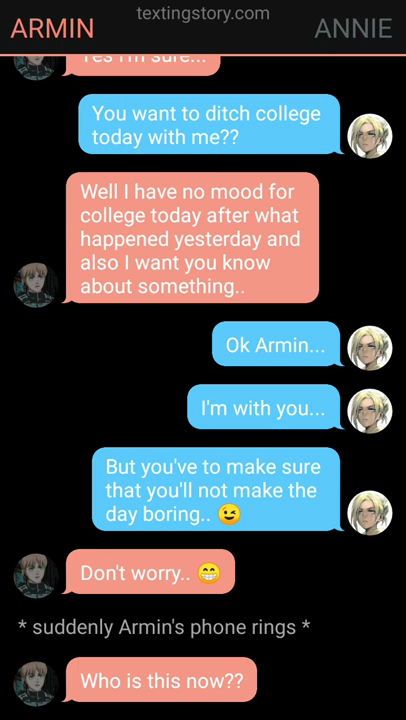 textingstory.com
ARMIN
ANNIE
Yes I'm sure...
You want to ditch college
today with me??
Well I have no mood for
college today after what
happened yesterday and
also I want you know
about something..
Ok Armin...
I'm with you...
But you've to make sure
that you'll not make the
day boring.. 😉
Don't worry.. 😁
* suddenly Armin's phone rings *
Who is this now??